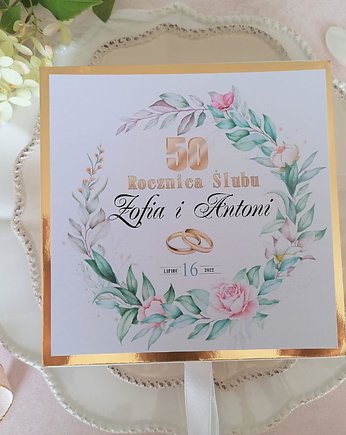 50
Rocznica Ślubu
Zofia i Antoni
LIPIEC 16 2022